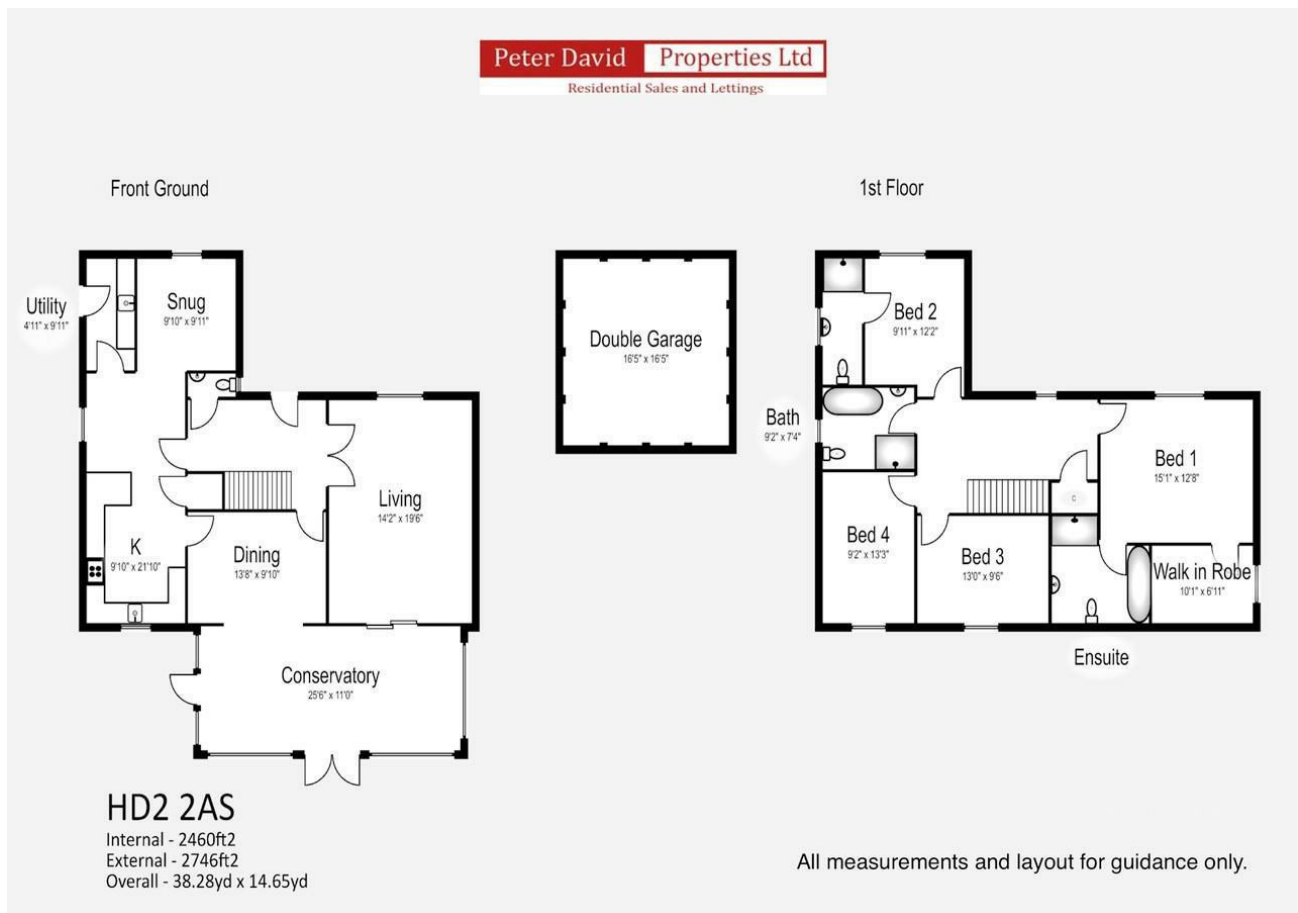 Peter David Properties Ltd
Residential Sales and Lettings
Front Ground
1st Floor
Utility
4'11" x 9'11"
Snug
9'10" x 9'11"
K
9'10" x 21'10"
Dining
13'8" x 9'10"
Living
14'2" x 19'6"
Conservatory
25'6" x 11'0"
Double Garage
16'5" x 16'5"
Bed 2
9'11" x 12'2"
Bath
9'2" x 7'4"
Bed 1
15'1" x 12'8"
C
Bed 4
9'2" x 13'3"
Bed 3
13'0" x 9'6"
Walk in Robe
10'1" x 6'11"
Ensuite
HD2 2AS
Internal - 2460ft2
External - 2746ft2
Overall - 38.28yd x 14.65yd
All measurements and layout for guidance only.